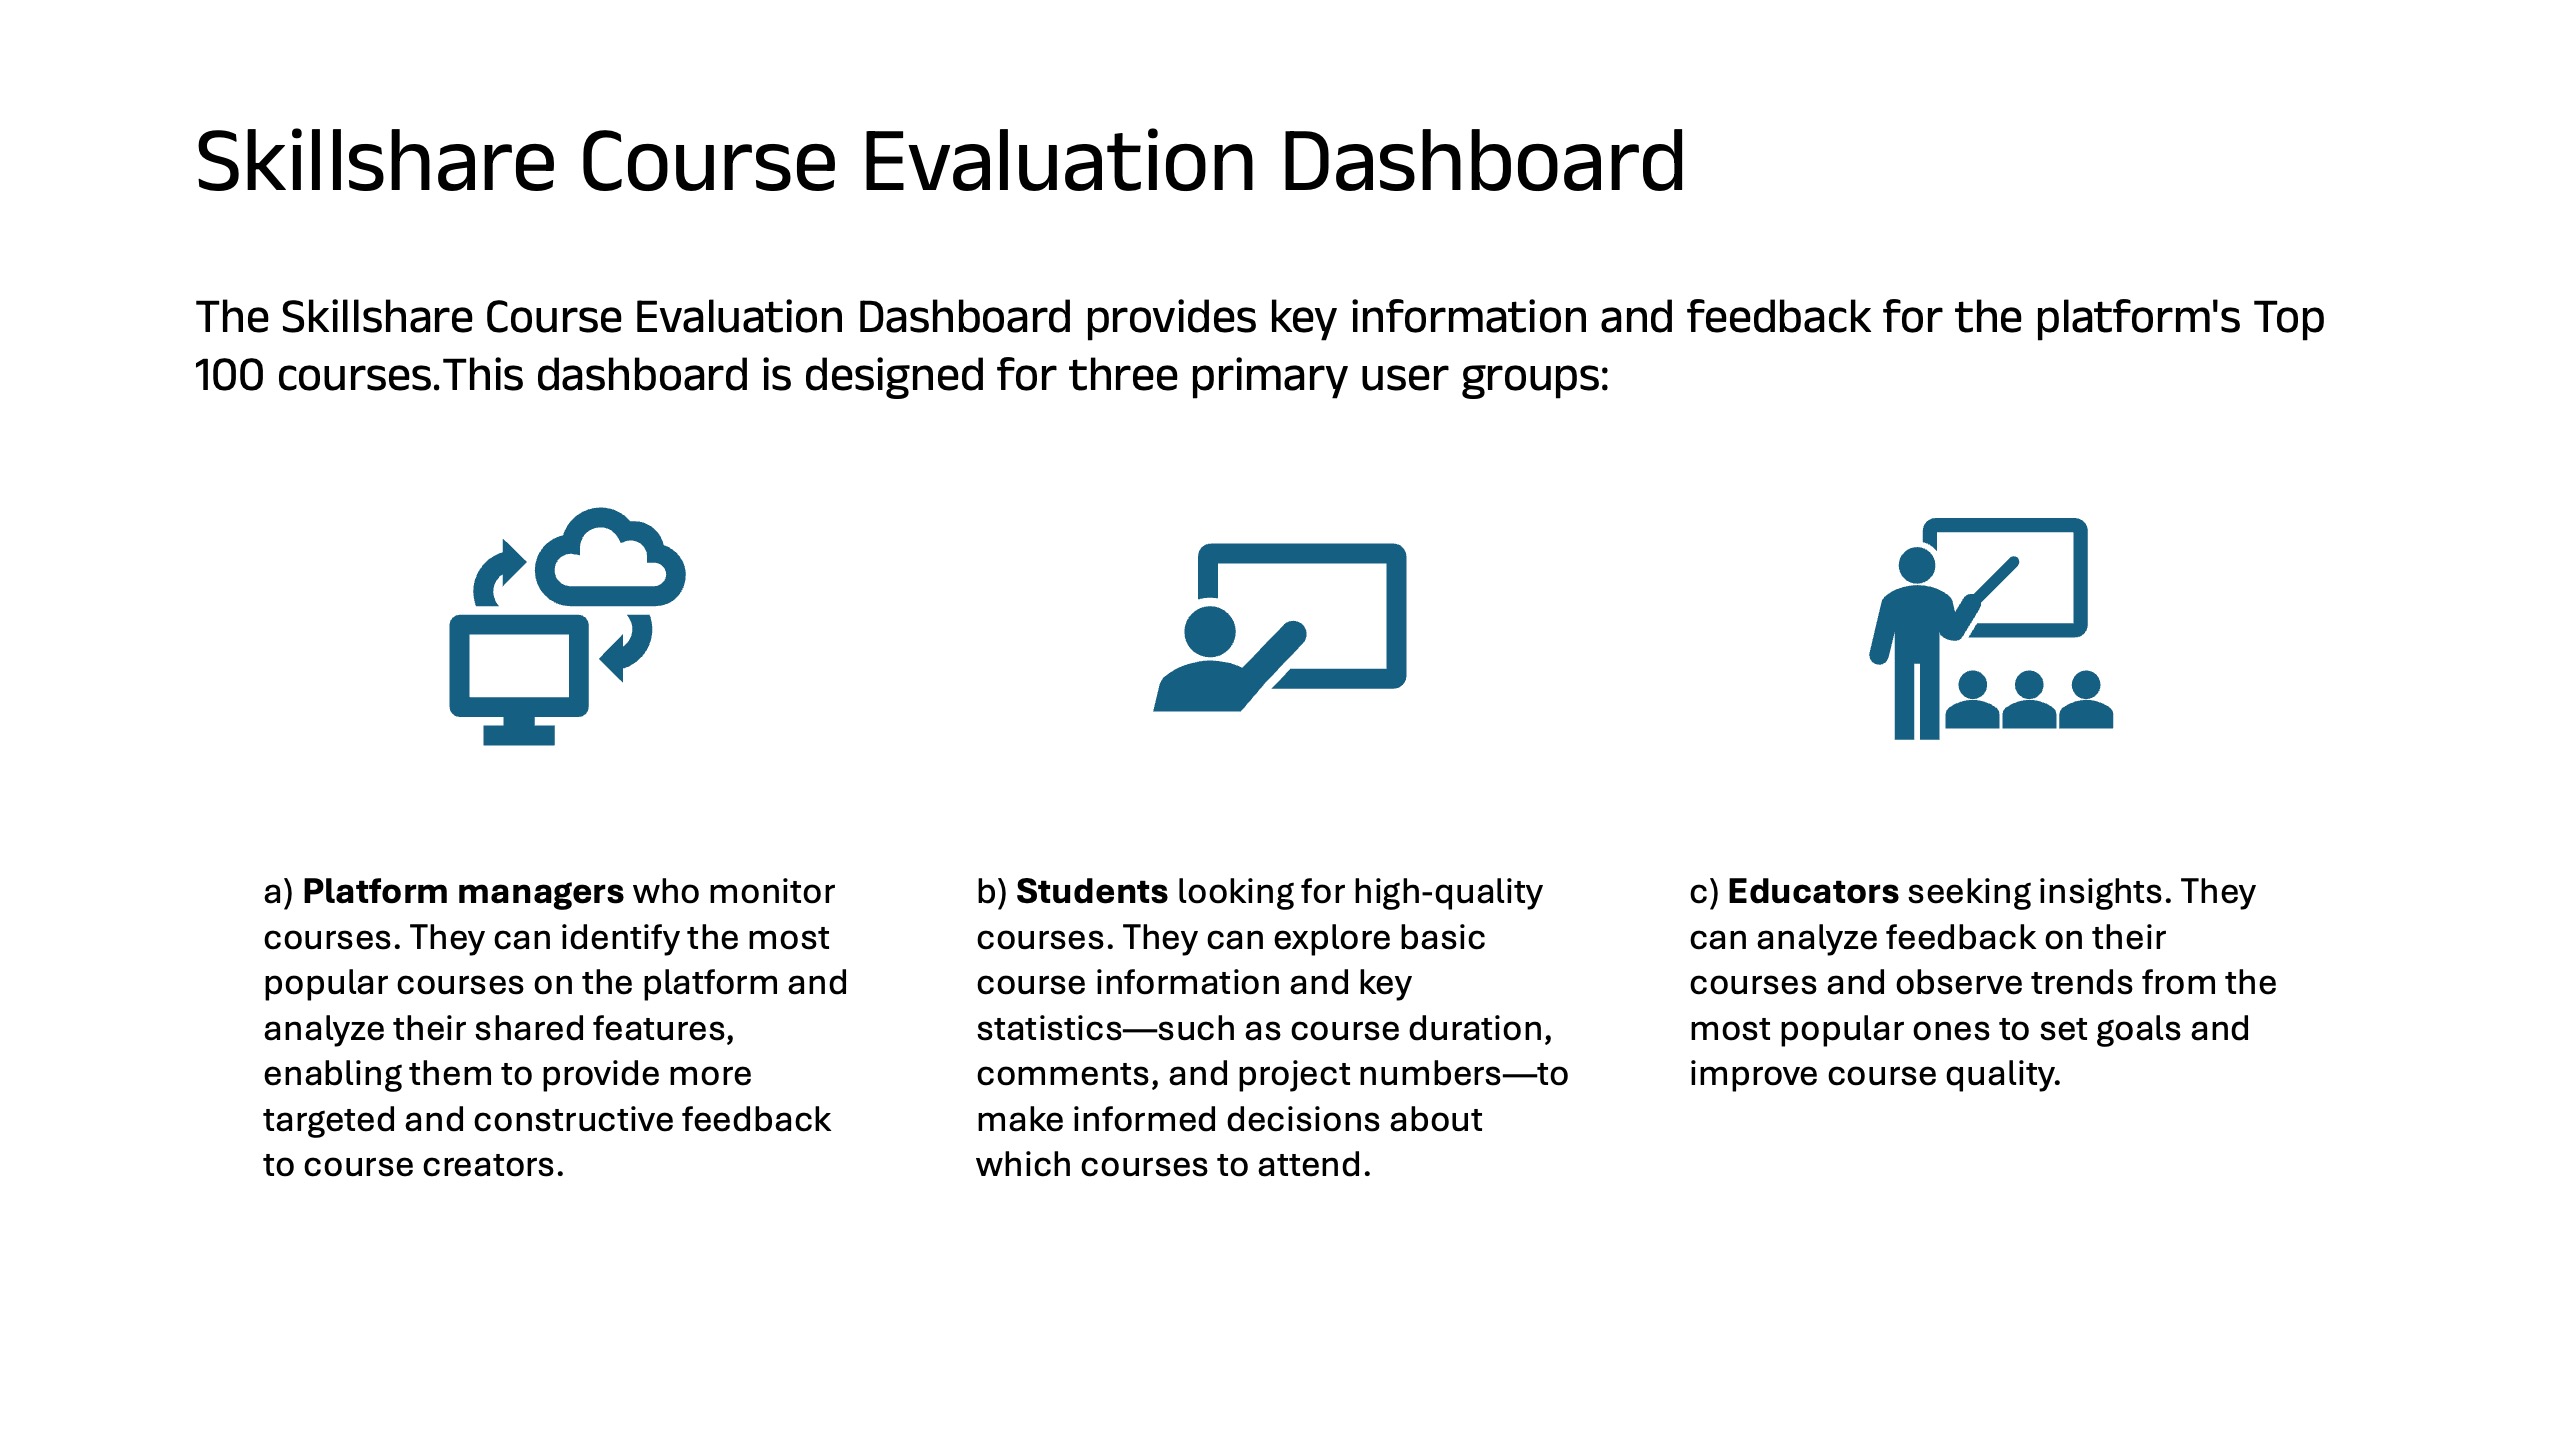 Skillshare Course Evaluation Dashboard
The Skillshare Course Evaluation Dashboard provides key information and feedback for the platform's Top
100 courses.This dashboard is designed for three primary user groups:
a) Platform managers who monitor
courses. They can identify the most
popular courses on the platform and
analyze their shared features,
enabling them to provide more
targeted and constructive feedback
to course creators.
b) Students looking for high-quality
courses. They can explore basic
course information and key
statistics—such as course duration,
comments, and project numbers—to
make informed decisions about
which courses to attend.
c) Educators seeking insights. They
can analyze feedback on their
courses and observe trends from the
most popular ones to set goals and
improve course quality.